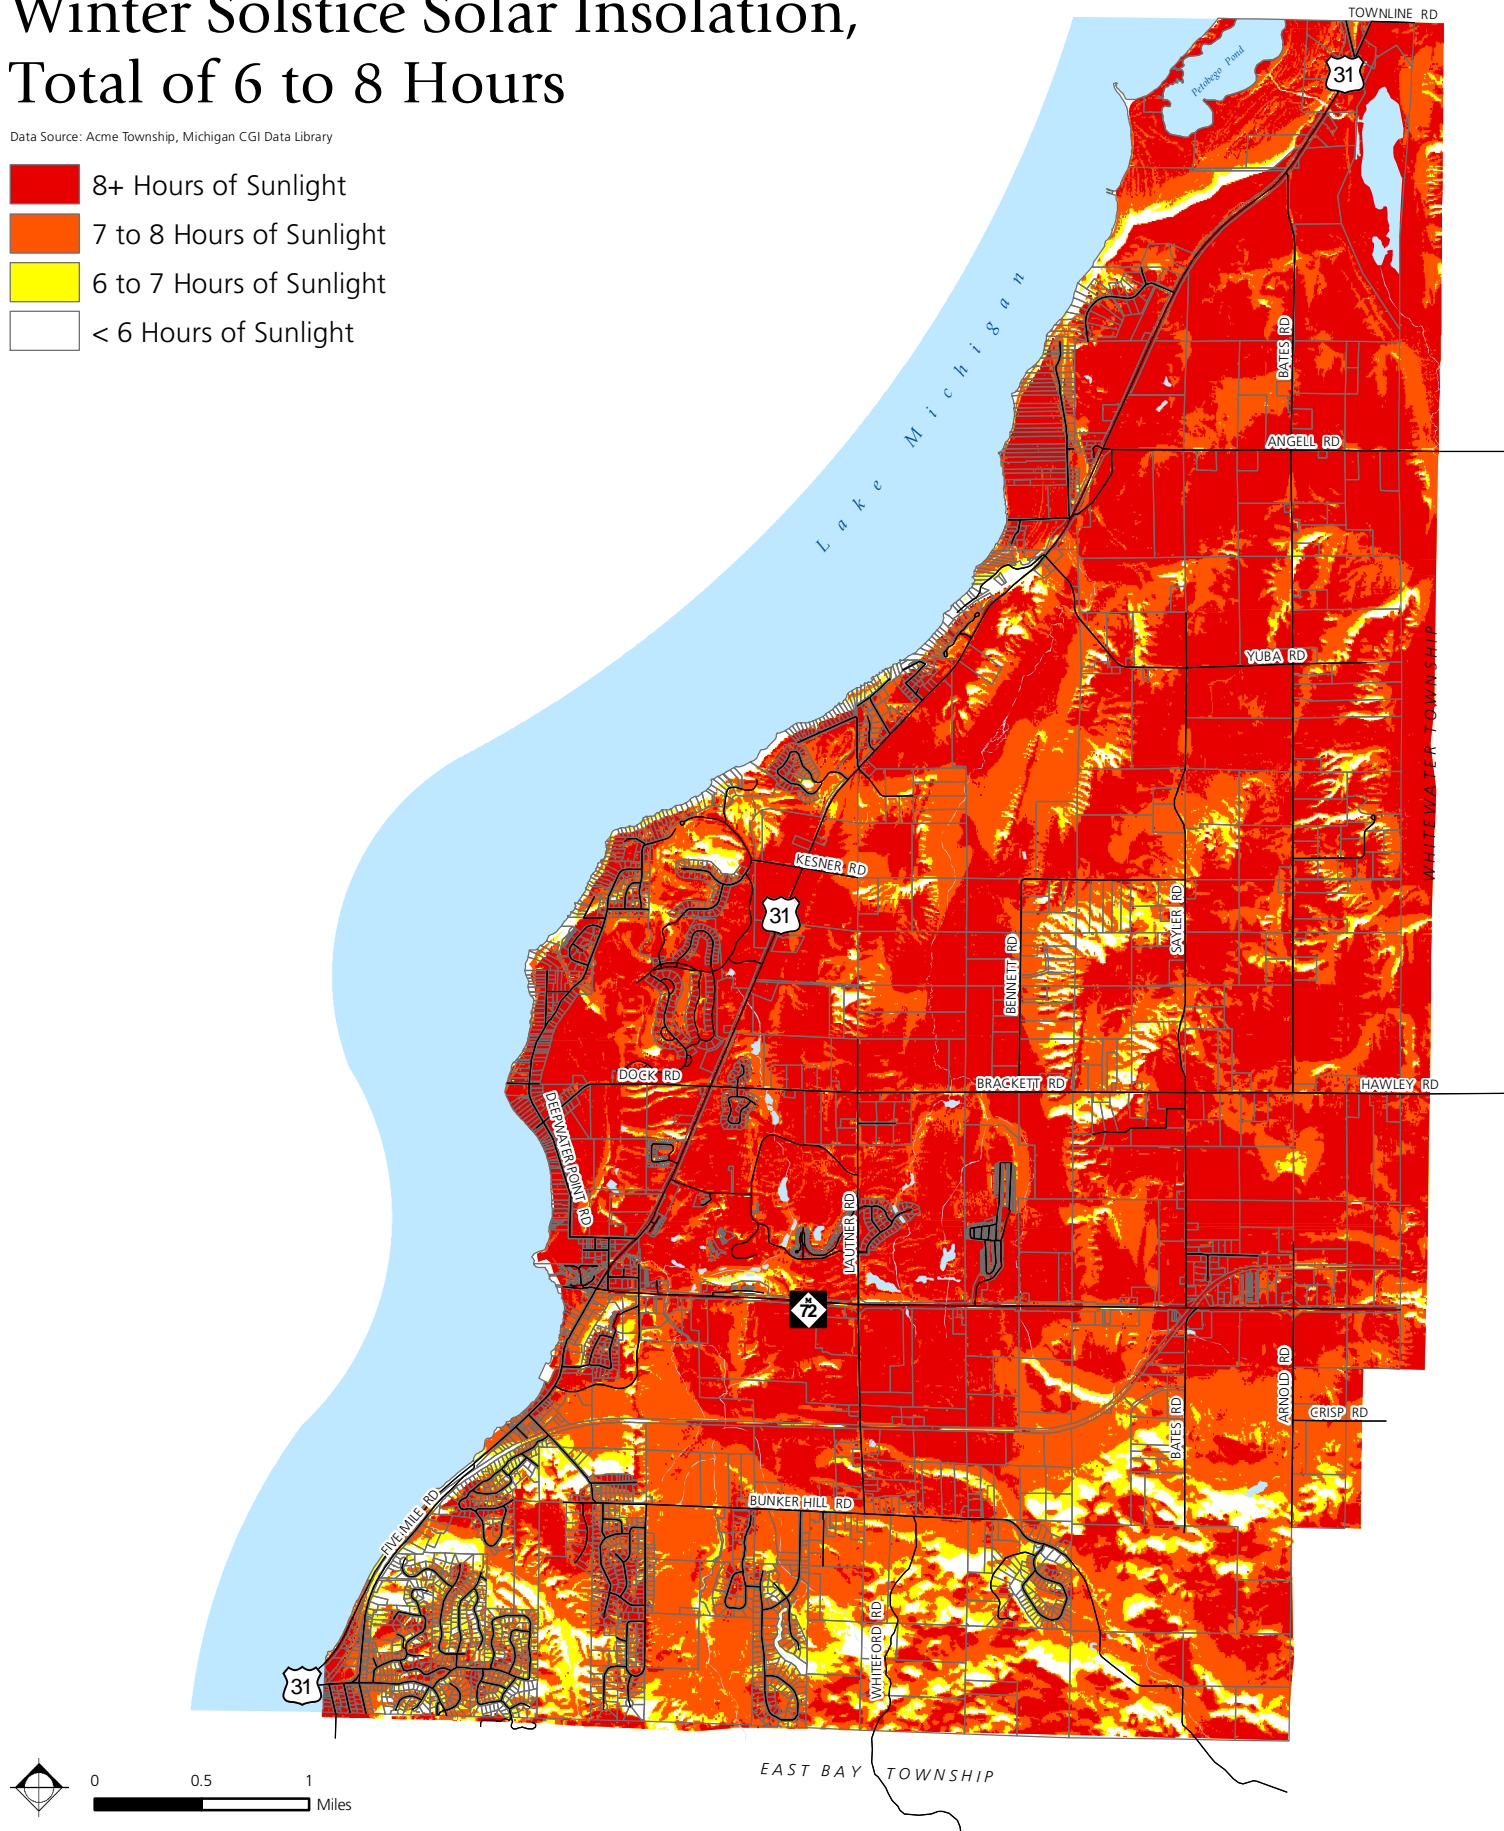 Winter Solstice Solar Insolation,
Total of 6 to 8 Hours
Data Source: Acme Township, Michigan CGI Data Library
8+ Hours of Sunlight
7 to 8 Hours of Sunlight
6 to 7 Hours of Sunlight
< 6 Hours of Sunlight
TOWNLINE RD
Petobego Pond
31
Lake Michigan
BATES RD
ANGELL RD
YUBA RD
WHITEWATER TOWNSHIP
KESNER RD
31
SAYLER RD
BENNETT RD
DOCK RD
BRACKETT RD
HAWLEY RD
DEEPWATER POINT RD
LAUTNER RD
M
72
ARNOLD RD
BATES RD
CRISP RD
FIVE MILE RD
BUNKER HILL RD
WHITEFORD RD
31
EAST BAY TOWNSHIP
0 0.5 1
Miles